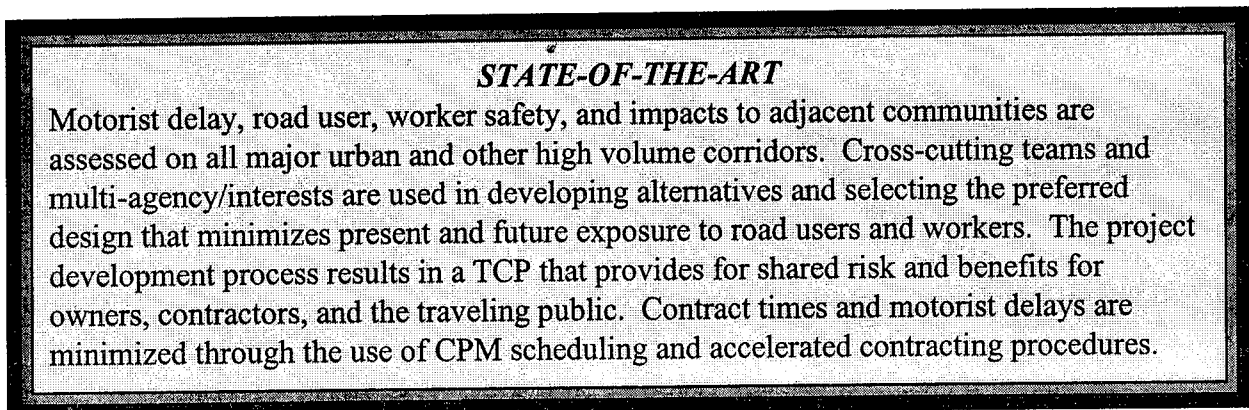 STATE-OF-THE-ART
Motorist delay, road user, worker safety, and impacts to adjacent communities are
assessed on all major urban and other high volume corridors. Cross-cutting teams and
multi-agency/interests are used in developing alternatives and selecting the preferred
design that minimizes present and future exposure to road users and workers. The project
development process results in a TCP that provides for shared risk and benefits for
owners, contractors, and the traveling public. Contract times and motorist delays are
minimized through the use of CPM scheduling and accelerated contracting procedures.